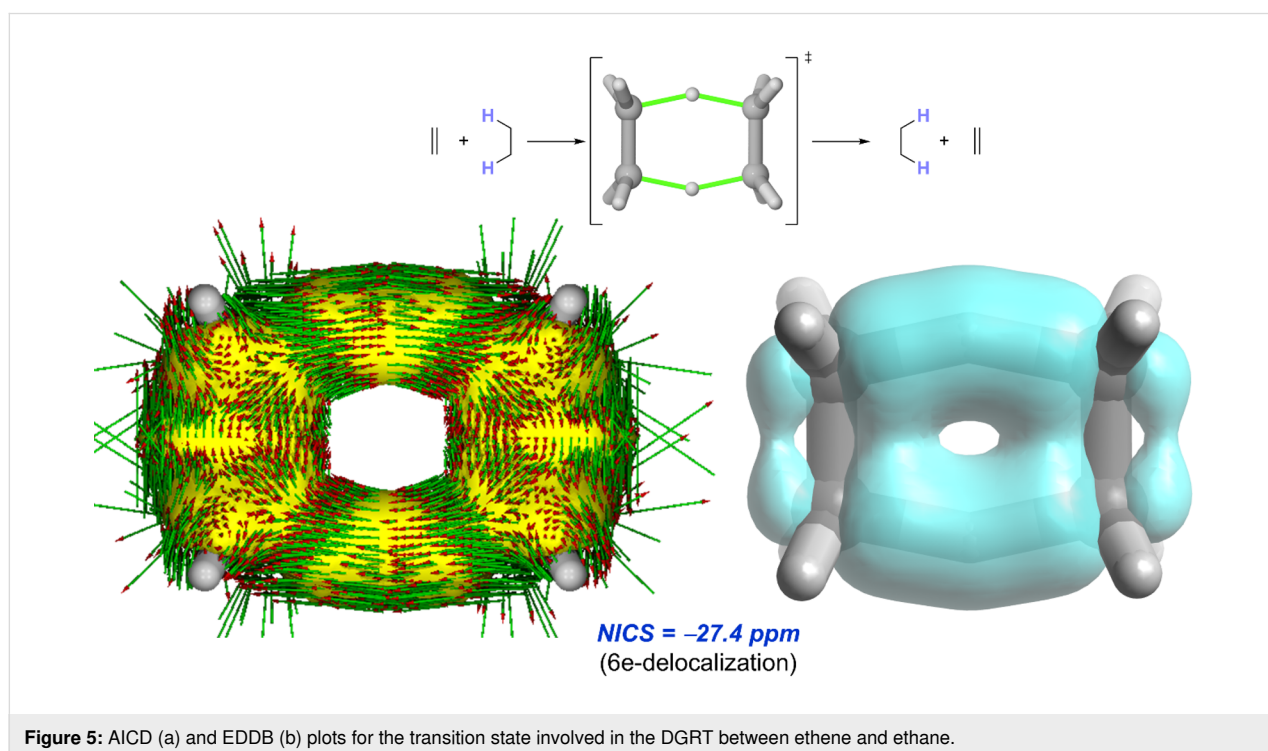 ‡
H
H
+
H
H
+
NICS = −27.4 ppm
(6e-delocalization)
Figure 5: AICD (a) and EDDB (b) plots for the transition state involved in the DGRT between ethene and ethane.